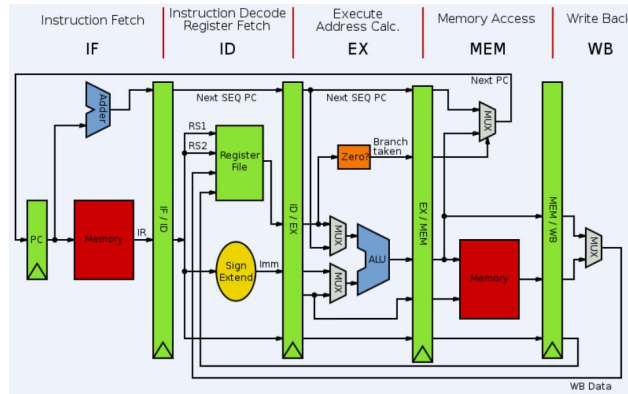 Instruction Fetch
IF
Instruction Decode
Register Fetch
ID
Execute
Address Calc.
EX
Memory Access
MEM
Write Back
WB
Next PC
Adder
Next SEQ PC
Next SEQ PC
MUX
RS1
RS2
Register
File
Branch
taken
Zero?
PC
Memory
IR
IF / ID
ID / EX
MUX
ALU
EX / MEM
MEM / WB
MUX
Sign
Extend
Imm
MUX
Memory
WB Data